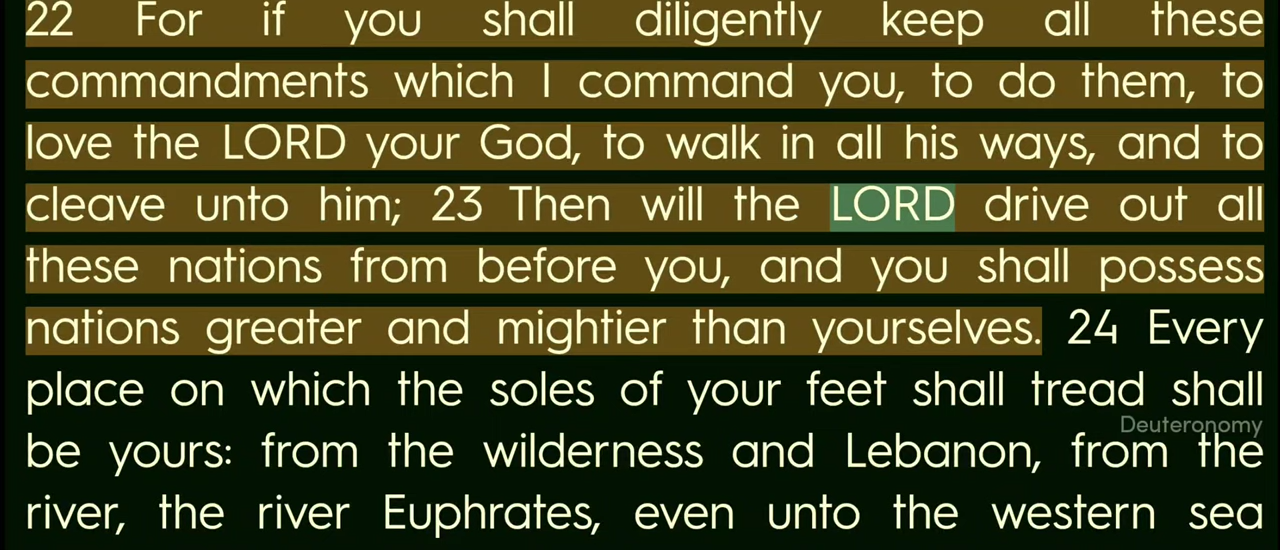 22 For if you shall diligently keep all these
commandments which I command you, to do them, to
love the LORD your God, to walk in all his ways, and to
cleave unto him; 23 Then will the LORD drive out all
these nations from before you, and you shall possess
nations greater and mightier than yourselves. 24 Every
place on which the soles of your feet shall tread shall
Deuteronomy
be yours: from the wilderness and Lebanon, from the
river, the river Euphrates, even unto the western sea